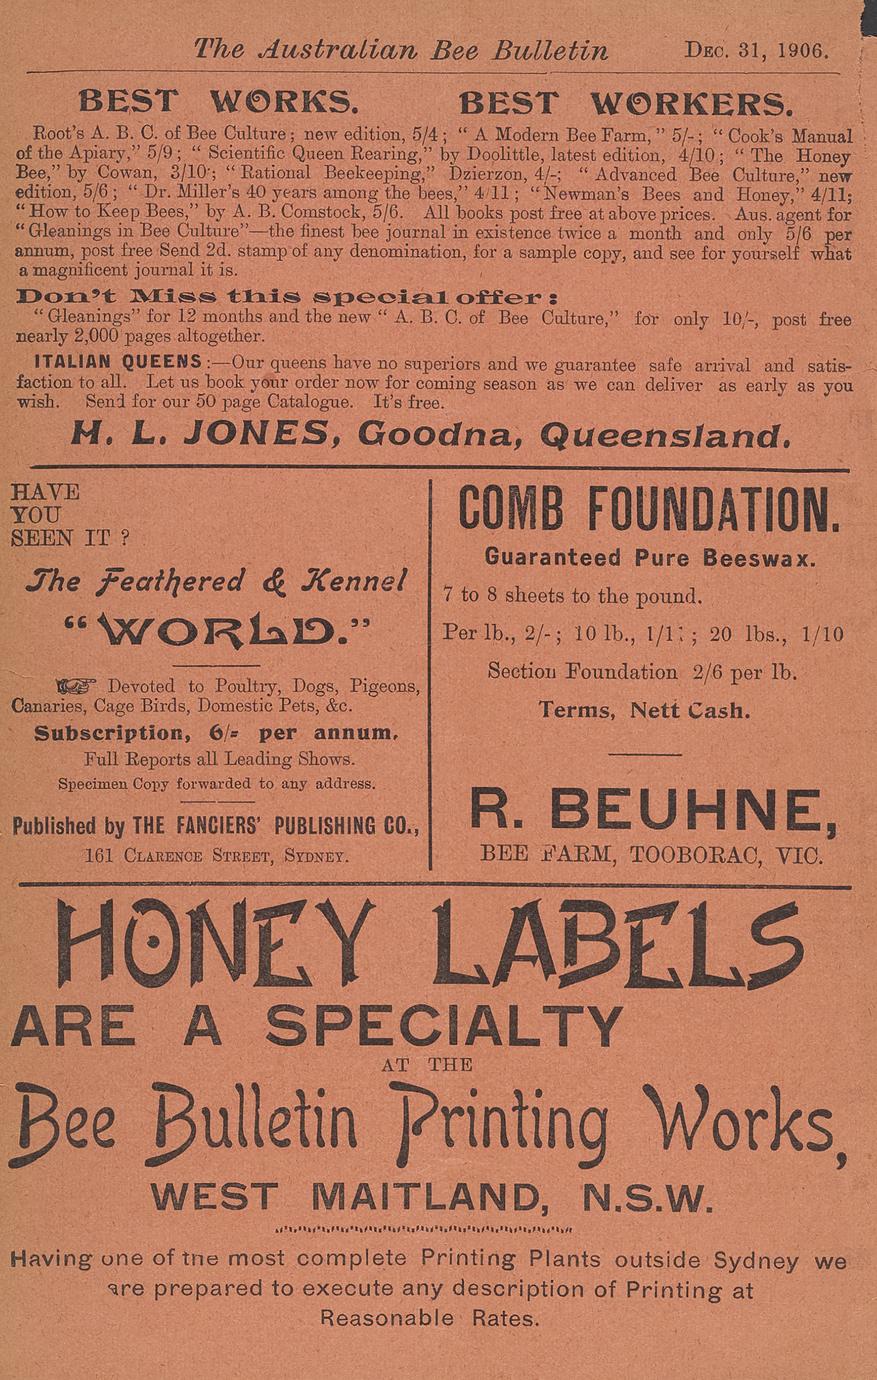 The Australian Bee Bulletin DEC. 31, 1906.
BEST WORKS. BEST WORKERS.
Root's A. B. C. of Bee Culture; new edition, 5/4; " A Modern Bee Farm, " 5/-; " Cook's Manual
of the Apiary," 5/9; " Scientific Queen Rearing," by Doolittle, latest edition, 4/10; " The Honey
Bee," by Cowan, 3/10; " Rational Beekeeping," Dzierzon, 4/-; " Advanced Bee Culture," new
edition, 5/6; " Dr. Miller's 40 years among the bees," 4/11; "Newman's Bees and Honey," 4/11;
" How to Keep Bees," by A. B. Comstock, 5/6. All books post free at above prices. Aus. agent for
" Gleanings in Bee Culture"—the finest bee journal in existence twice a month and only 5/6 per
annum, post free Send 2d. stamp of any denomination, for a sample copy, and see for yourself what
a magnificent journal it is.
Don't Miss this special offer:
" Gleanings" for 12 months and the new " A. B. C. of Bee Culture," for only 10/-, post free
nearly 2,000 pages altogether.
ITALIAN QUEENS:—Our queens have no superiors and we guarantee safe arrival and satis-
faction to all. Let us book your order now for coming season as we can deliver as early as you
wish. Send for our 50 page Catalogue. It's free.
H. L. JONES, Goodna, Queensland.
HAVE
YOU
SEEN IT ?
The Feathered & Kennel
"WORLD."
Devoted to Poultry, Dogs, Pigeons,
Canaries, Cage Birds, Domestic Pets, &c.
Subscription, 6/= per annum.
Full Reports all Leading Shows.
Specimen Copy forwarded to any address.
Published by THE FANCIERS' PUBLISHING CO.,
161 CLARENCE STREET, SYDNEY.
COMB FOUNDATION.
Guaranteed Pure Beeswax.
7 to 8 sheets to the pound.
Per lb., 2/-; 10 lb., 1/11; 20 lbs., 1/10
Section Foundation 2/6 per lb.
Terms, Nett Cash.
R. BEUHNE,
BEE FARM, TOOBORAC, VIC.
HONEY LABELS
ARE A SPECIALTY
AT THE
Bee Bulletin Printing Works,
WEST MAITLAND, N.S.W.
Having one of tne most complete Printing Plants outside Sydney we
are prepared to execute any description of Printing at
Reasonable Rates.